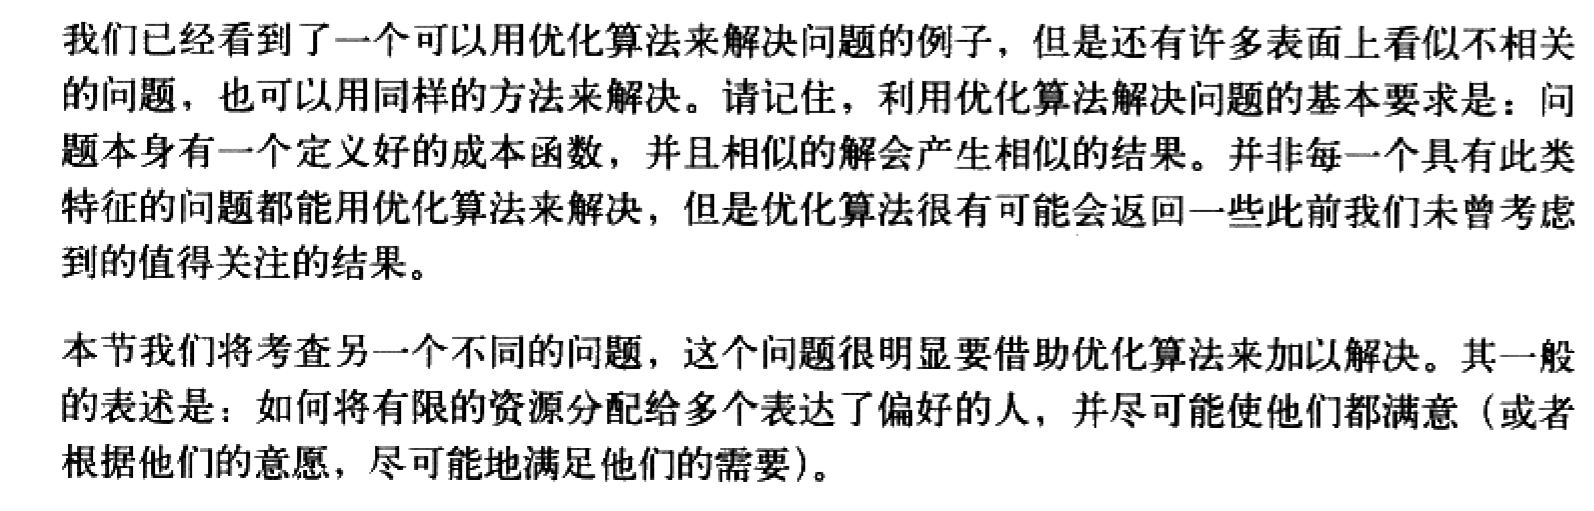 我们已经看到了一个可以用优化算法来解决问题的例子，但是还有许多表面上看似不相关
的问题，也可以用同样的方法来解决。请记住，利用优化算法解决问题的基本要求是：问
题本身有一个定义好的成本函数，并且相似的解会产生相似的结果。并非每一个具有此类
特征的问题都能用优化算法来解决，但是优化算法很有可能会返回一些此前我们未曾考虑
到的值得关注的结果。
本节我们将考查另一个不同的问题，这个问题很明显要借助优化算法来加以解决。其一般
的表述是：如何将有限的资源分配给多个表达了偏好的人，并尽可能使他们都满意（或者
根据他们的意愿，尽可能地满足他们的需要）。